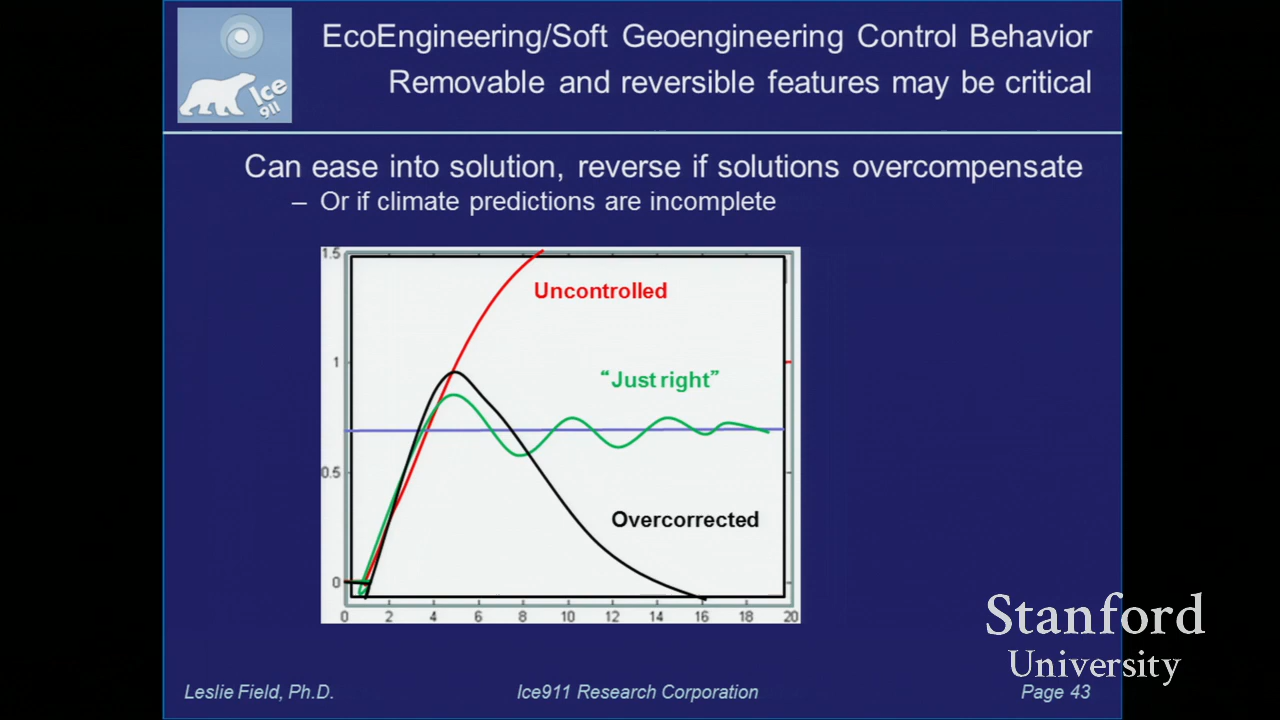 EcoEngineering/Soft Geoengineering Control Behavior
Removable and reversible features may be critical
Ice
911
Can ease into solution, reverse if solutions overcompensate
– Or if climate predictions are incomplete
1.5
Uncontrolled
1
“Just right”
0.5
Overcorrected
0
0 2 4 6 8 10 12 14 16 18 20
Stanford
University
Leslie Field, Ph.D. Ice911 Research Corporation Page 43